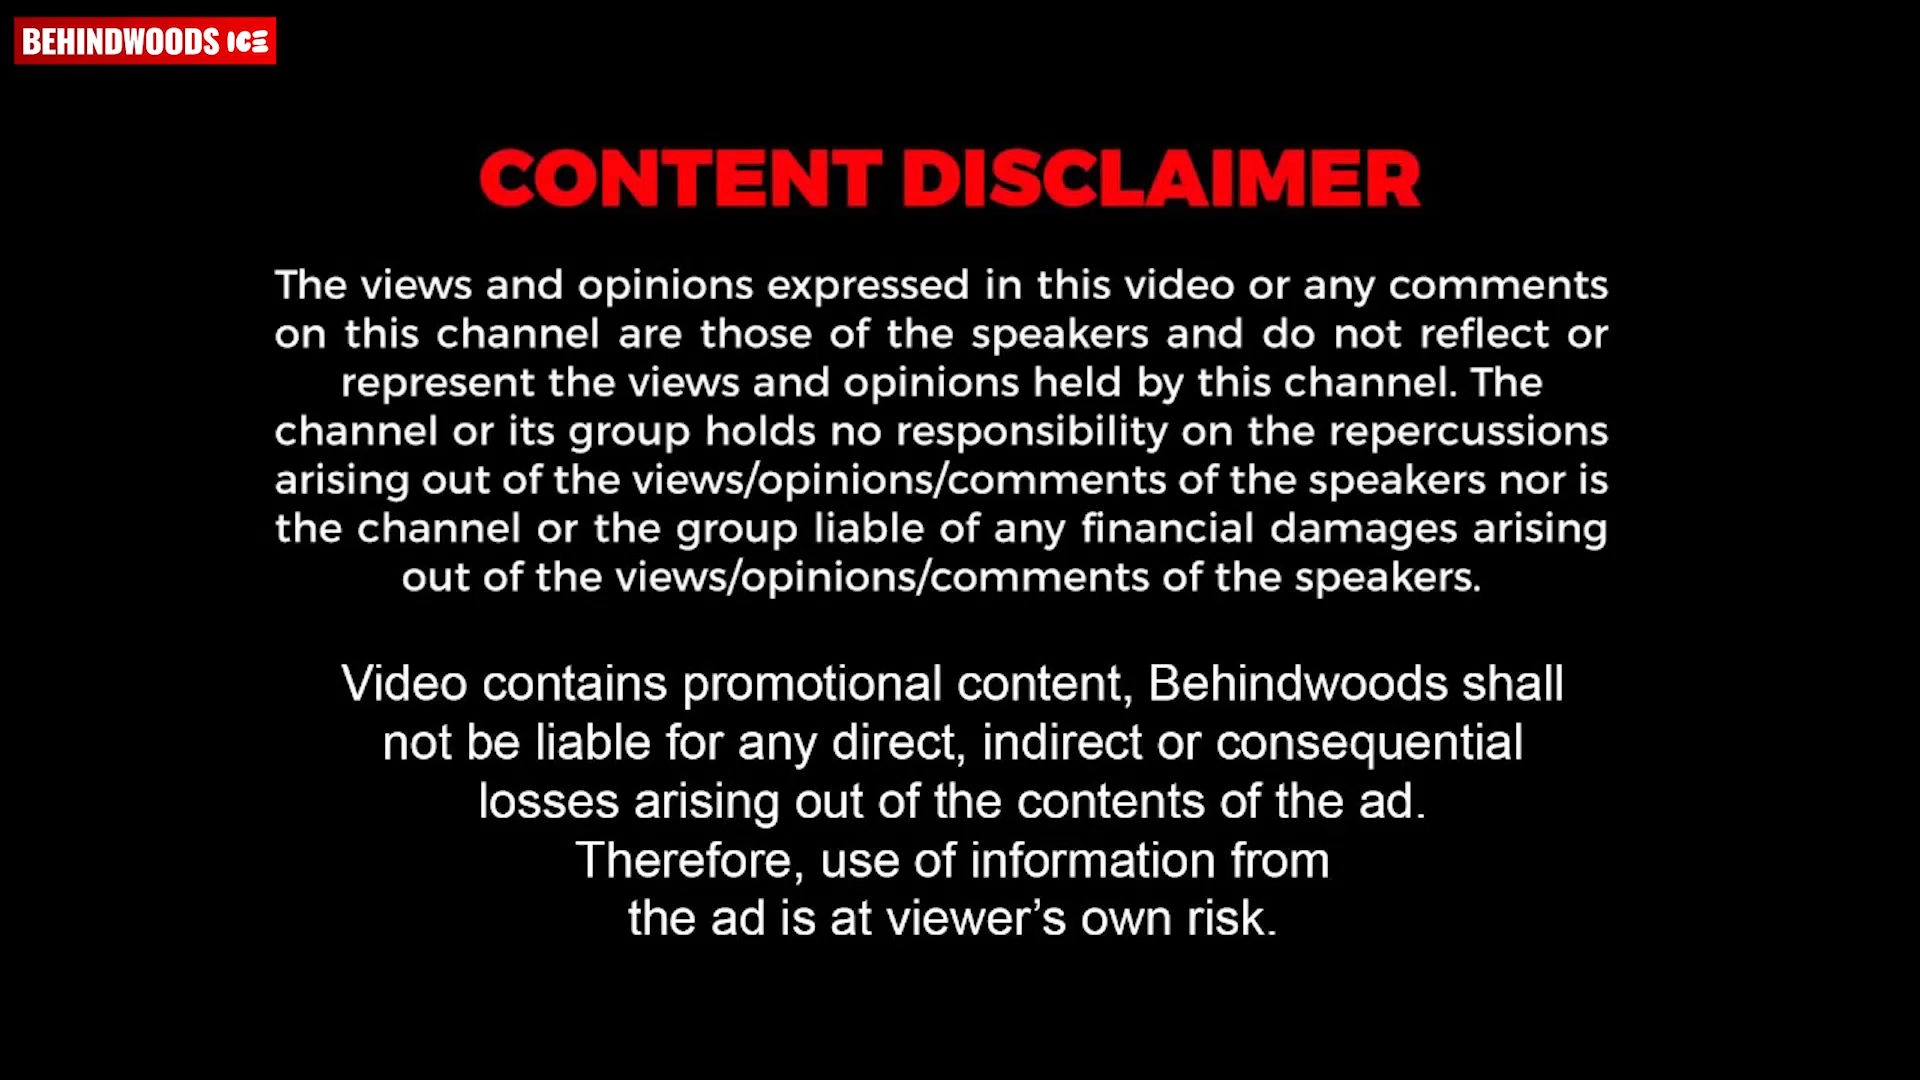 BEHINDWOODS ICE
CONTENT DISCLAIMER
The views and opinions expressed in this video or any comments
on this channel are those of the speakers and do not reflect or
represent the views and opinions held by this channel. The
channel or its group holds no responsibility on the repercussions
arising out of the views/opinions/comments of the speakers nor is
the channel or the group liable of any financial damages arising
out of the views/opinions/comments of the speakers.
Video contains promotional content, Behindwoods shall
not be liable for any direct, indirect or consequential
losses arising out of the contents of the ad.
Therefore, use of information from
the ad is at viewer’s own risk.